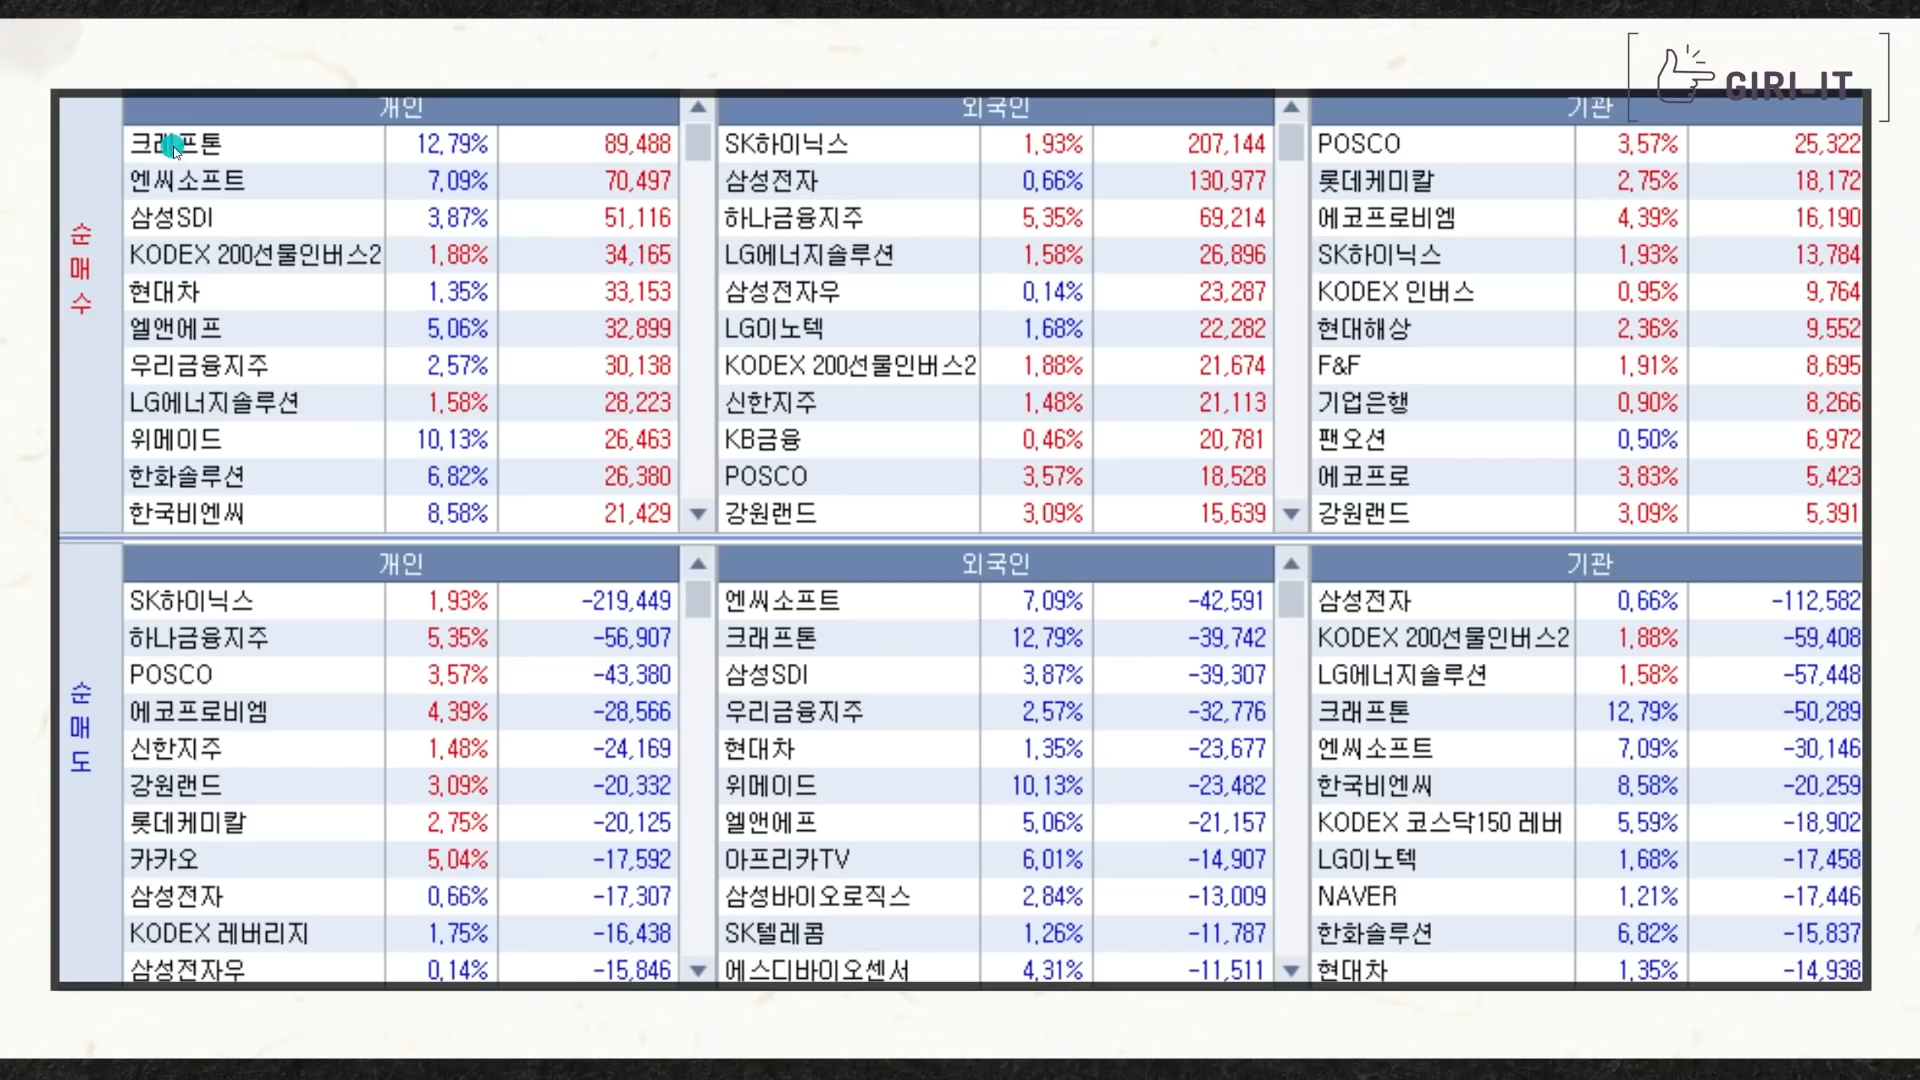 GIRI-IT
개인 외국인 기관
순매수
크래프톤 12,79% 89,488 SK하이닉스 1,93% 207,144 POSCO 3,57% 25,322
엔씨소프트 7,09% 70,497 삼성전자 0,66% 130,977 롯데케미칼 2,75% 18,172
삼성SDI 3,87% 51,116 하나금융지주 5,35% 69,214 에코프로비엠 4,39% 16,190
KODEX 200선물인버스2 1,88% 34,165 LG에너지솔루션 1,58% 26,896 SK하이닉스 1,93% 13,784
현대차 1,35% 33,153 삼성전자우 0,14% 23,287 KODEX 인버스 0,95% 9,764
엘앤에프 5,06% 32,899 LG이노텍 1,68% 22,282 현대해상 2,36% 9,552
우리금융지주 2,57% 30,138 KODEX 200선물인버스2 1,88% 21,674 F&F 1,91% 8,695
LG에너지솔루션 1,58% 28,223 신한지주 1,48% 21,113 기업은행 0,90% 8,266
위메이드 10,13% 26,463 KB금융 0,46% 20,781 팬오션 0,50% 6,972
한화솔루션 6,82% 26,380 POSCO 3,57% 18,528 에코프로 3,83% 5,423
한국비엔씨 8,58% 21,429 강원랜드 3,09% 15,639 강원랜드 3,09% 5,391
개인 외국인 기관
순매도
SK하이닉스 1,93% -219,449 엔씨소프트 7,09% -42,591 삼성전자 0,66% -112,582
하나금융지주 5,35% -56,907 크래프톤 12,79% -39,742 KODEX 200선물인버스2 1,88% -59,408
POSCO 3,57% -43,380 삼성SDI 3,87% -39,307 LG에너지솔루션 1,58% -57,448
에코프로비엠 4,39% -28,566 우리금융지주 2,57% -32,776 크래프톤 12,79% -50,289
신한지주 1,48% -24,169 현대차 1,35% -23,677 엔씨소프트 7,09% -30,146
강원랜드 3,09% -20,332 위메이드 10,13% -23,482 한국비엔씨 8,58% -20,259
롯데케미칼 2,75% -20,125 엘앤에프 5,06% -21,157 KODEX 코스닥150 레버 5,59% -18,902
카카오 5,04% -17,592 아프리카TV 6,01% -14,907 LG이노텍 1,68% -17,458
삼성전자 0,66% -17,307 삼성바이오로직스 2,84% -13,009 NAVER 1,21% -17,446
KODEX 레버리지 1,75% -16,438 SK텔레콤 1,26% -11,787 한화솔루션 6,82% -15,837
삼성전자우 0,14% -15,846 에스디바이오센서 4,31% -11,511 현대차 1,35% -14,938